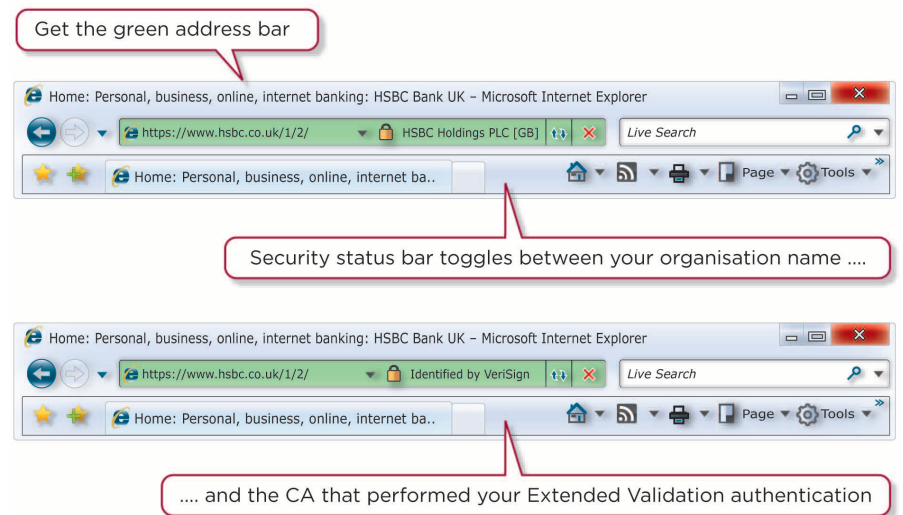 Get the green address bar
Home: Personal, business, online, internet banking: HSBC Bank UK – Microsoft Internet Explorer
https://www.hsbc.co.uk/1/2/ HSBC Holdings PLC [GB] Live Search
Home: Personal, business, online, internet ba.. Page Tools »
Security status bar toggles between your organisation name ....
Home: Personal, business, online, internet banking: HSBC Bank UK – Microsoft Internet Explorer
https://www.hsbc.co.uk/1/2/ Identified by VeriSign Live Search
Home: Personal, business, online, internet ba.. Page Tools »
.... and the CA that performed your Extended Validation authentication